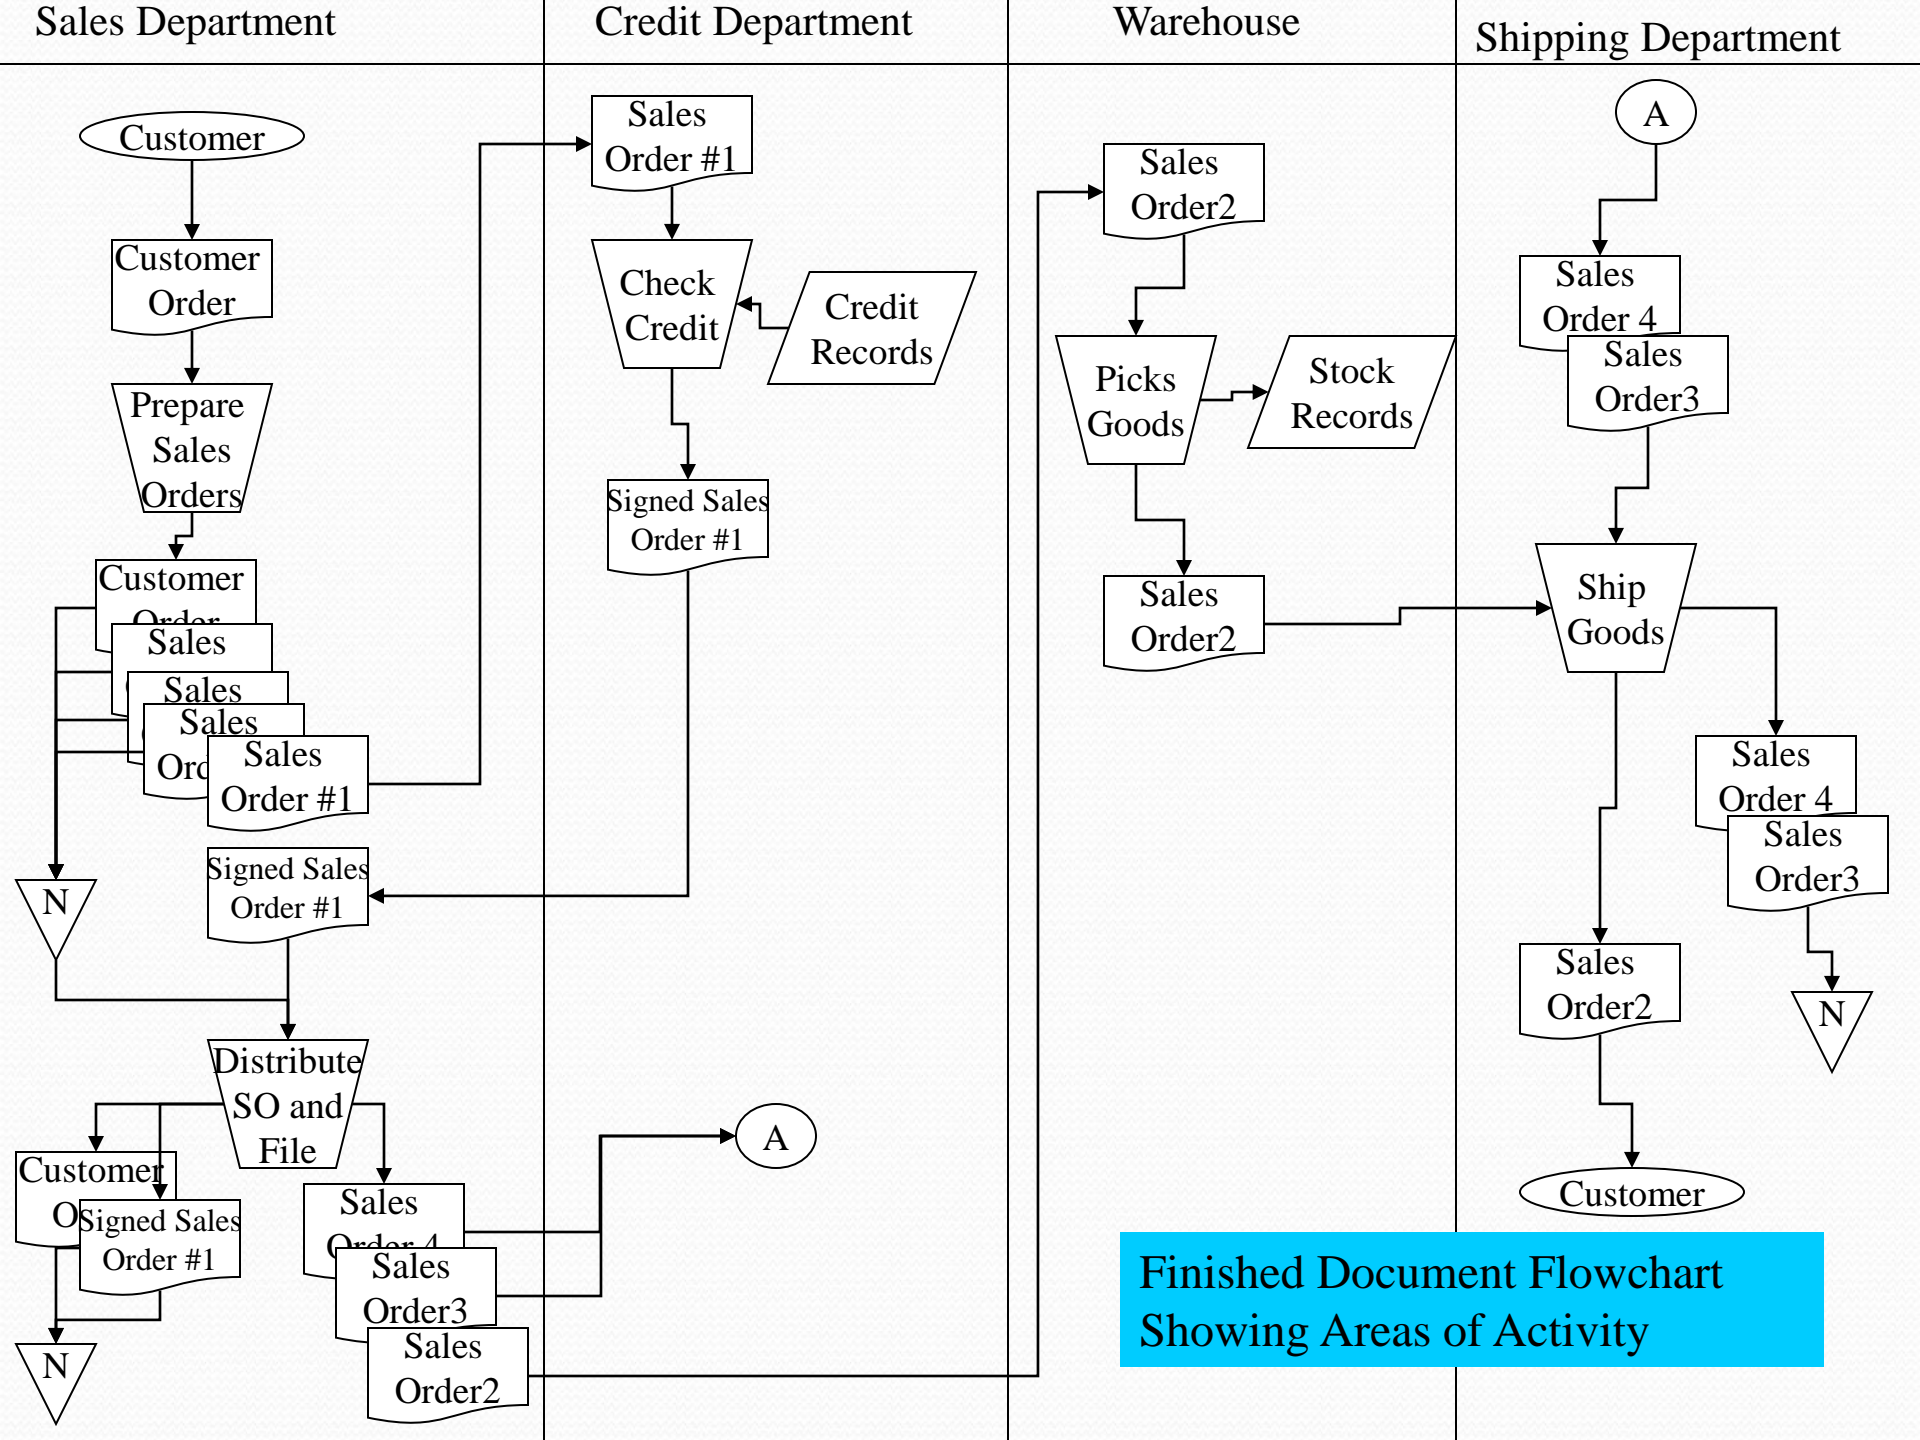 Sales Department
Credit Department
Warehouse
Shipping Department
Customer
Customer
Order
Prepare
Sales
Orders
Customer
Order
Sales
Sales
Sales
Sales
Order #1
N
Signed Sales
Order #1
Distribute
SO and
File
Customer
Signed Sales
Order #1
N
Sales
Order 4
Sales
Order3
Sales
Order2
Sales
Order #1
Check
Credit
Credit
Records
Signed Sales
Order #1
A
Sales
Order2
Picks
Goods
Stock
Records
Sales
Order2
A
Sales
Order 4
Sales
Order3
Ship
Goods
Sales
Order 4
Sales
Order3
N
Sales
Order2
Customer
Finished Document Flowchart
Showing Areas of Activity